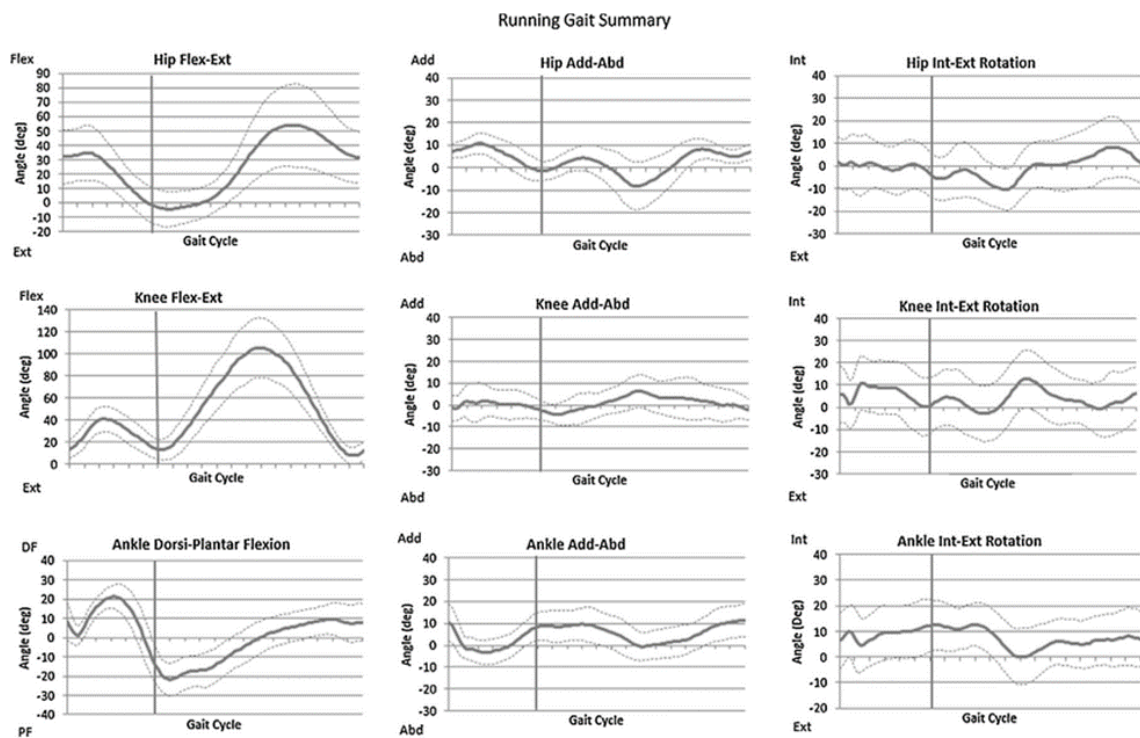 Running Gait Summary
Flex
Hip Flex-Ext
90
80
70
60
50
40
30
20
10
0
-10
-20
Angle (deg)
Gait Cycle
Ext
Add
Hip Add-Abd
40
30
20
10
0
-10
-20
-30
Angle (deg)
Gait Cycle
Abd
Int
Hip Int-Ext Rotation
40
30
20
10
0
-10
-20
-30
Angle (deg)
Gait Cycle
Ext
Flex
Knee Flex-Ext
140
120
100
80
60
40
20
0
Angle (deg)
Gait Cycle
Ext
Add
Knee Add-Abd
40
30
20
10
0
-10
-20
-30
Angle (deg)
Gait Cycle
Abd
Int
Knee Int-Ext Rotation
40
30
20
10
0
-10
-20
-30
Angle (deg)
Gait Cycle
Ext
DF
Ankle Dorsi-Plantar Flexion
40
30
20
10
0
-10
-20
-30
-40
Angle (deg)
Gait Cycle
PF
Add
Ankle Add-Abd
40
30
20
10
0
-10
-20
-30
Angle (deg)
Gait Cycle
Abd
Int
Ankle Int-Ext Rotation
40
30
20
10
0
-10
-20
Angle (Deg)
Gait Cycle
Ext